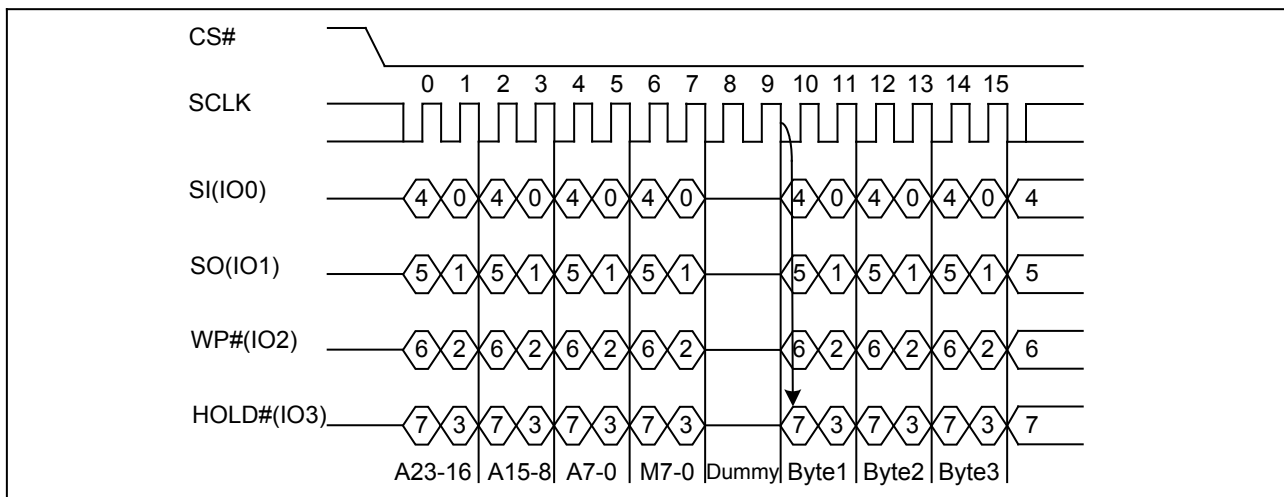 CS#
0 1 2 3 4 5 6 7 8 9 10 11 12 13 14 15
SCLK
SI(IO0) 4 0 4 0 4 0 4 0 4 0 4 0 4 0 4
SO(IO1) 5 1 5 1 5 1 5 1 5 1 5 1 5 1 5
WP#(IO2) 6 2 6 2 6 2 6 2 6 2 6 2 6 2 6
HOLD#(IO3) 7 3 7 3 7 3 7 3 7 3 7 3 7 3 7
A23-16 A15-8 A7-0 M7-0 Dummy Byte1 Byte2 Byte3